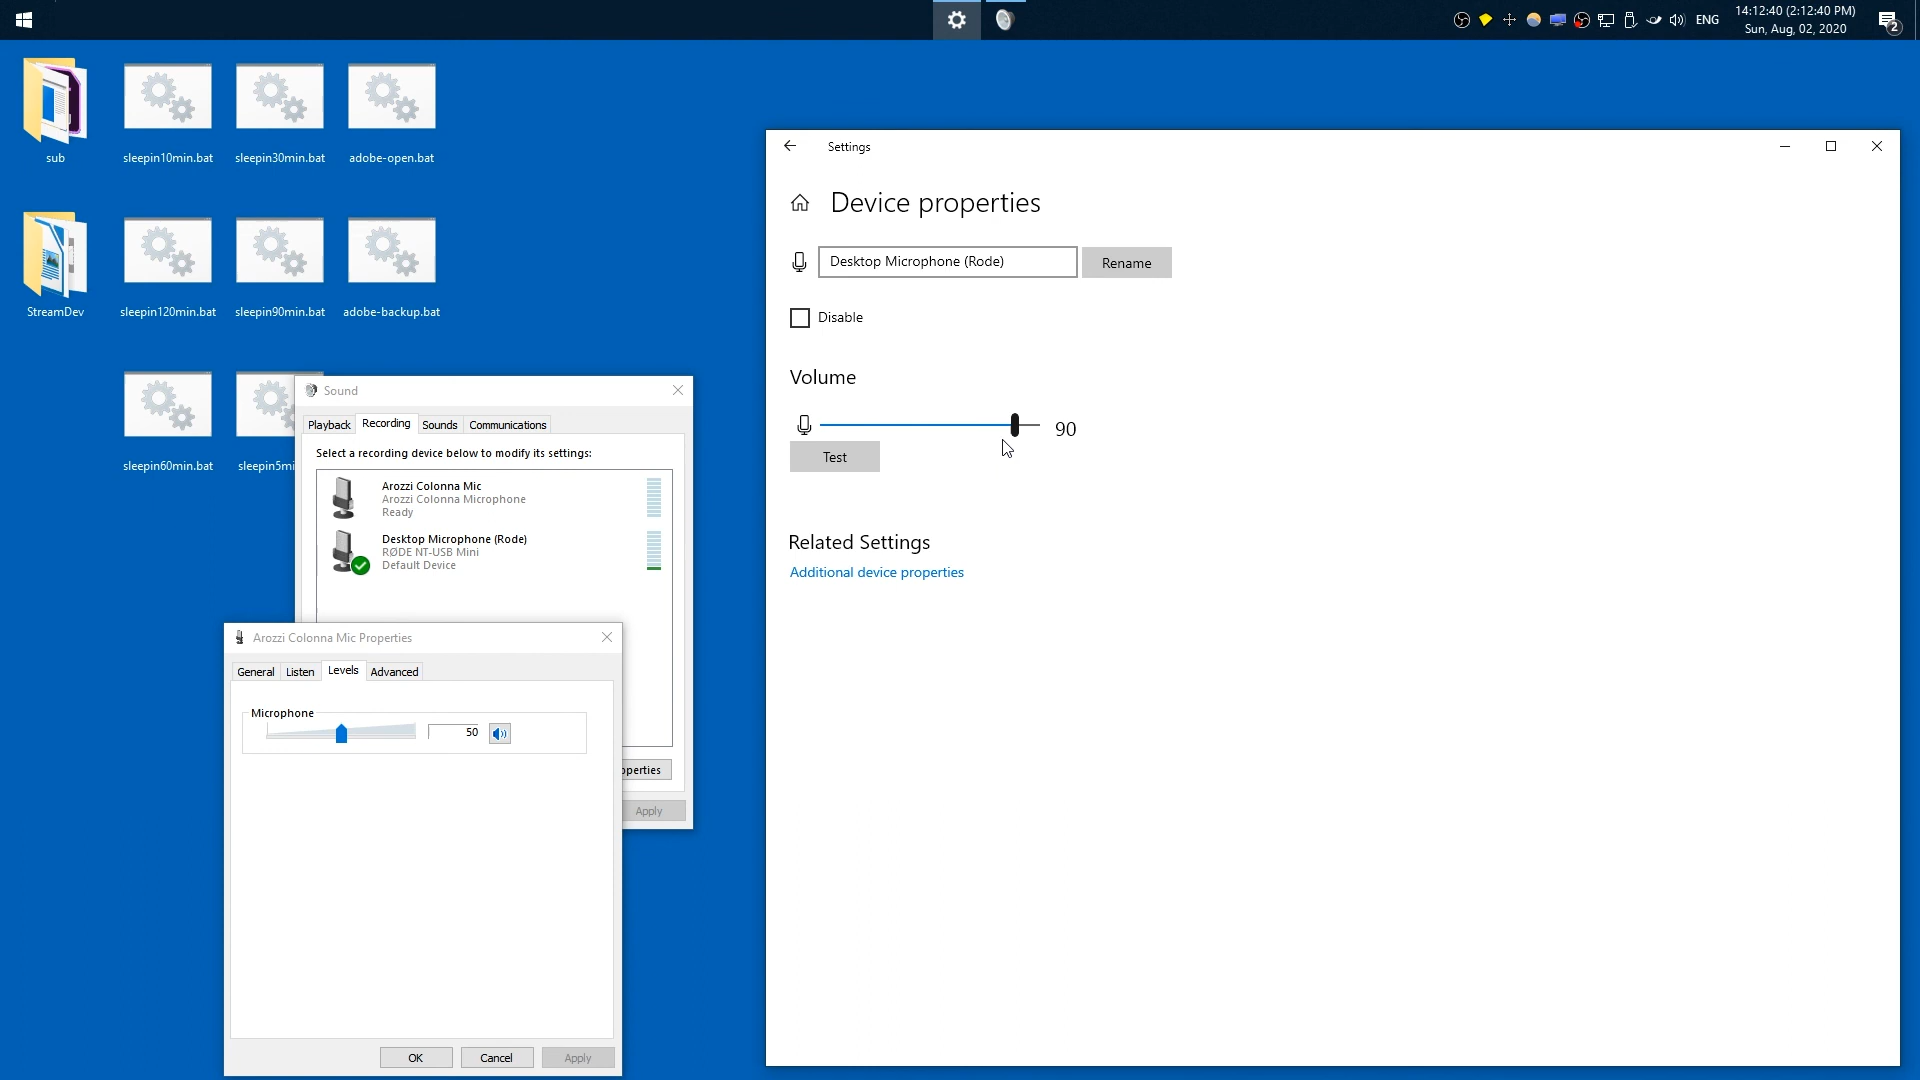 ENG
14:12:40 (2:12:40 PM)
Sun, Aug, 02, 2020
2
sub
sleepin10min.bat
sleepin30min.bat
adobe-open.bat
StreamDev
sleepin120min.bat
sleepin90min.bat
adobe-backup.bat
sleepin60min.bat
sleepin5mi
Sound
Playback
Recording
Sounds
Communications
Select a recording device below to modify its settings:
Arozzi Colonna Mic
Arozzi Colonna Microphone
Ready
Desktop Microphone (Rode)
RØDE NT-USB Mini
Default Device
operties
Apply
Arozzi Colonna Mic Properties
General
Listen
Levels
Advanced
Microphone
50
OK
Cancel
Apply
Settings
Device properties
Desktop Microphone (Rode)
Rename
Disable
Volume
90
Test
Related Settings
Additional device properties